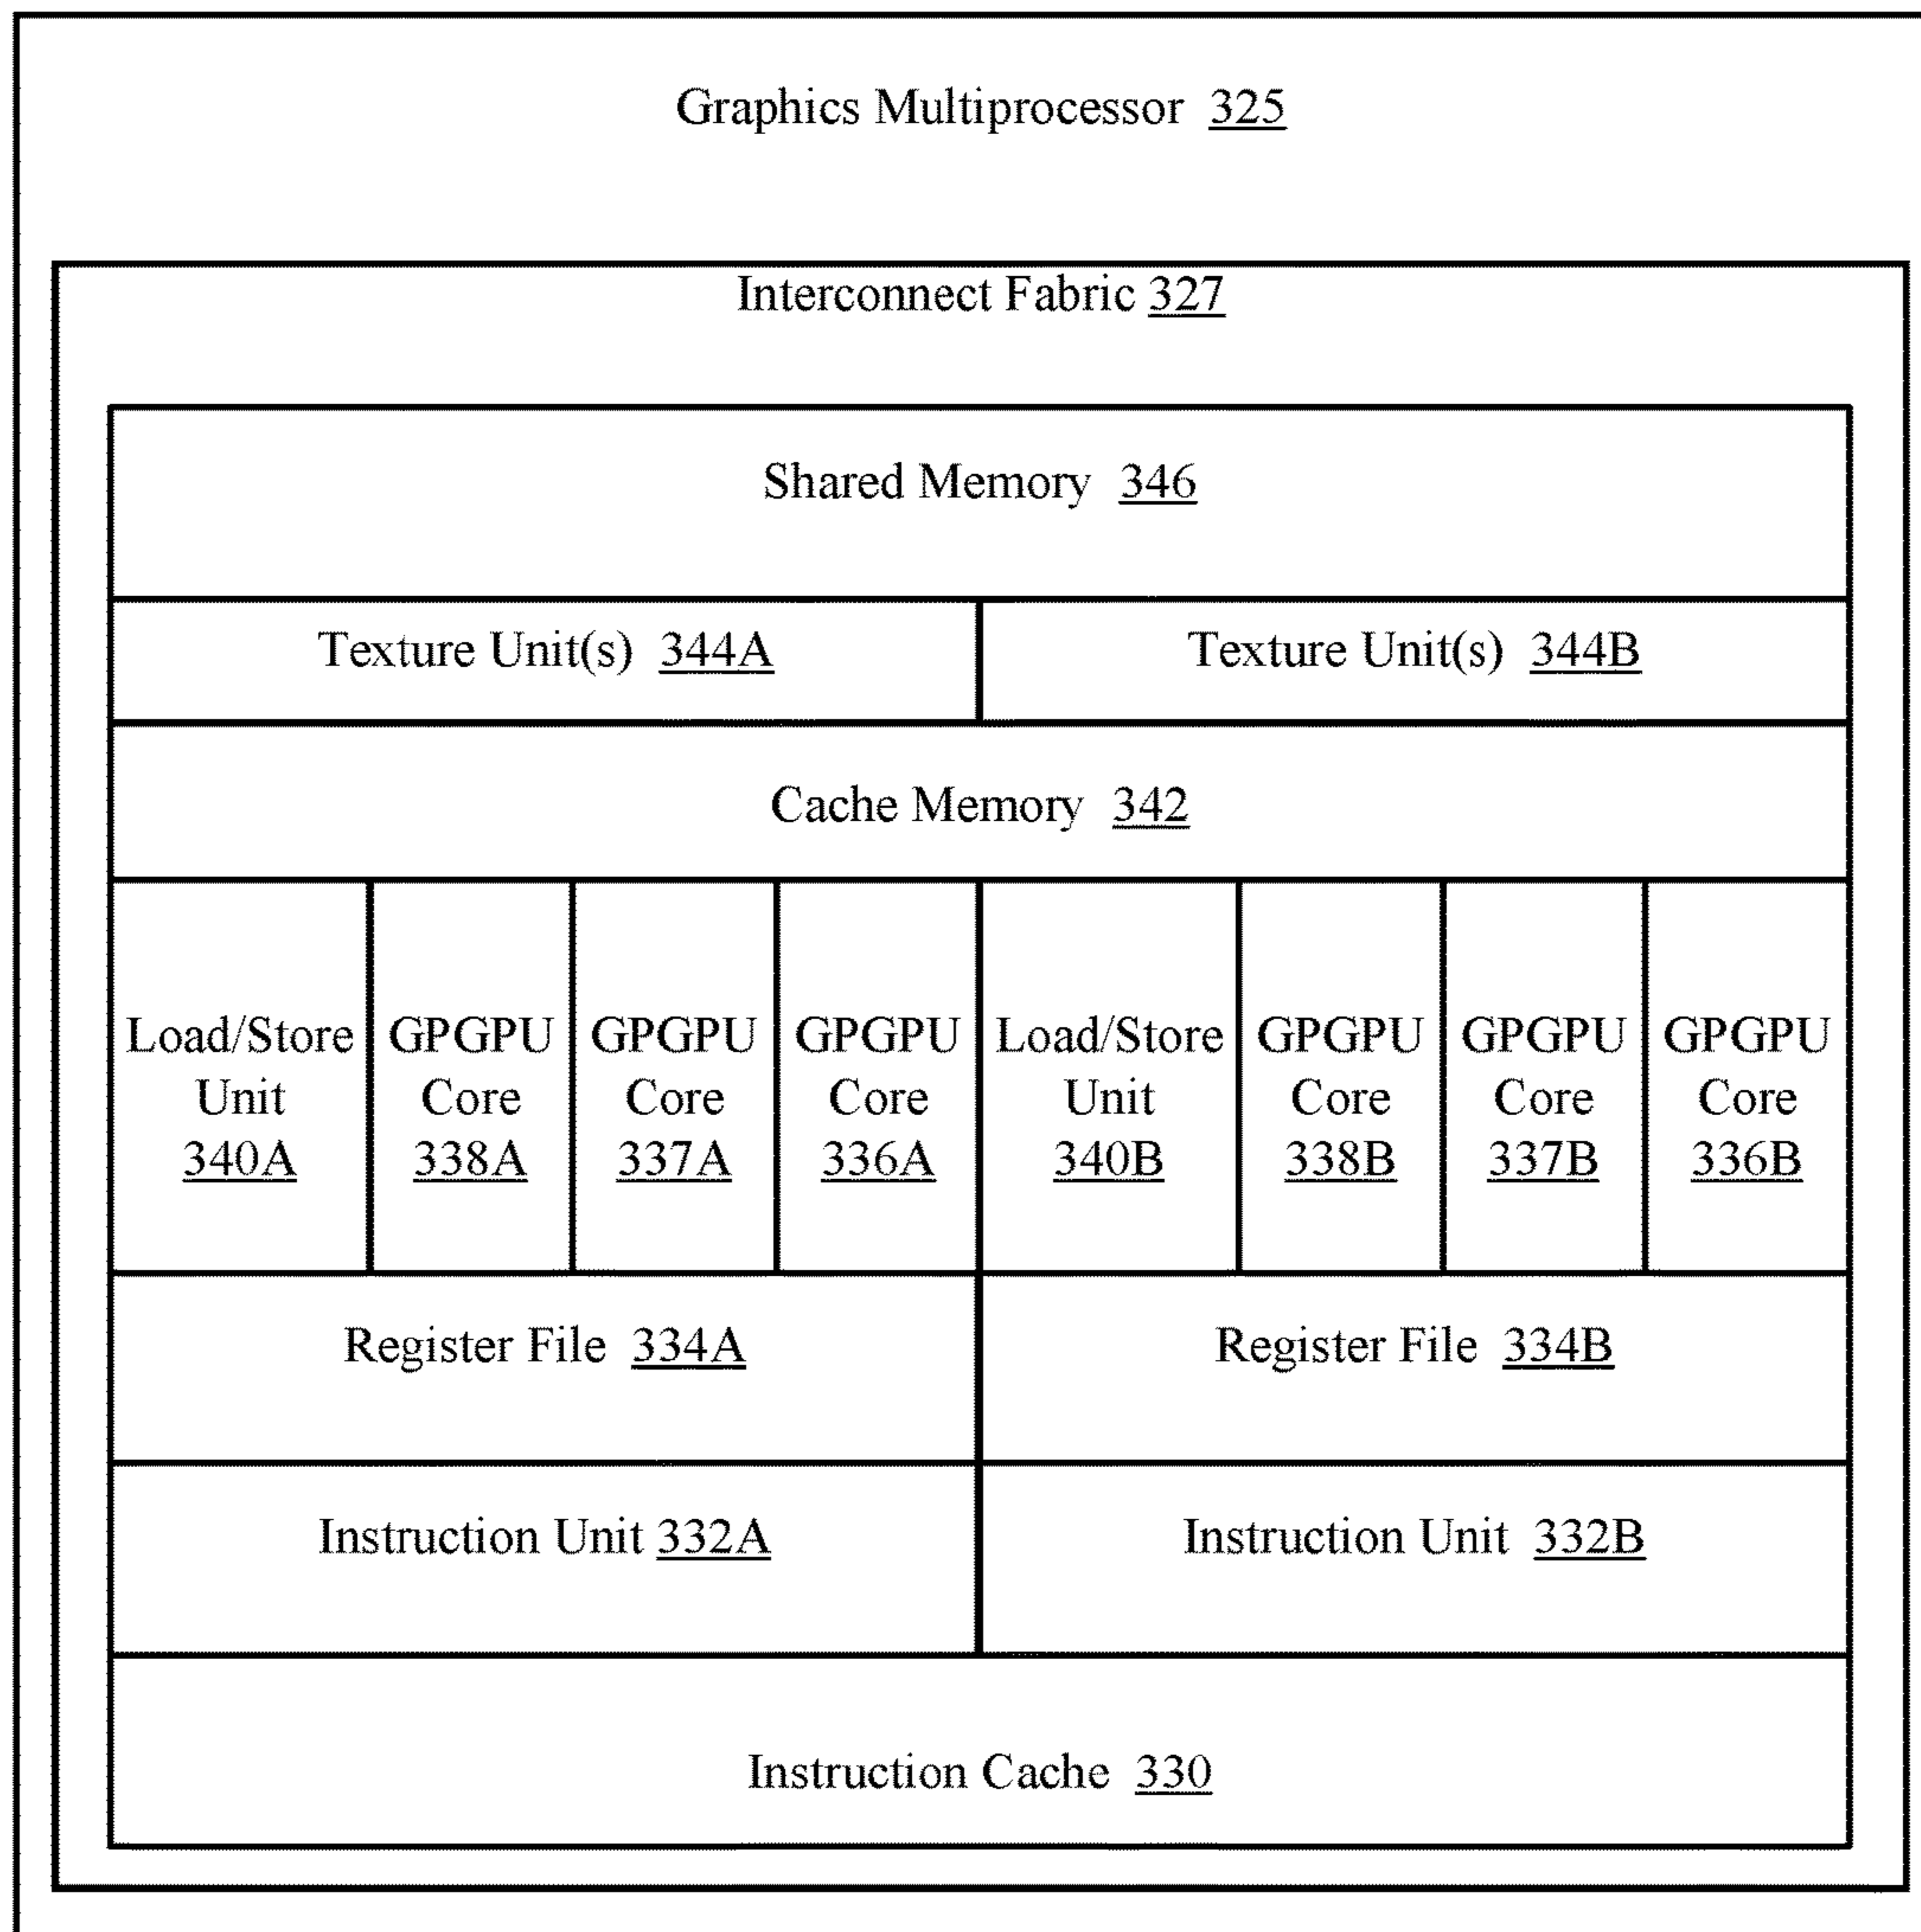 Graphics Multiprocessor 325
Interconnect Fabric 327
Shared Memory 346
Texture Unit(s) 344A
Texture Unit(s) 344B
Cache Memory 342
Load/Store
Unit
340A
GPGPU
Core
338A
GPGPU
Core
337A
GPGPU
Core
336A
Load/Store
Unit
340B
GPGPU
Core
338B
GPGPU
Core
337B
GPGPU
Core
336B
Register File 334A
Register File 334B
Instruction Unit 332A
Instruction Unit 332B
Instruction Cache 330